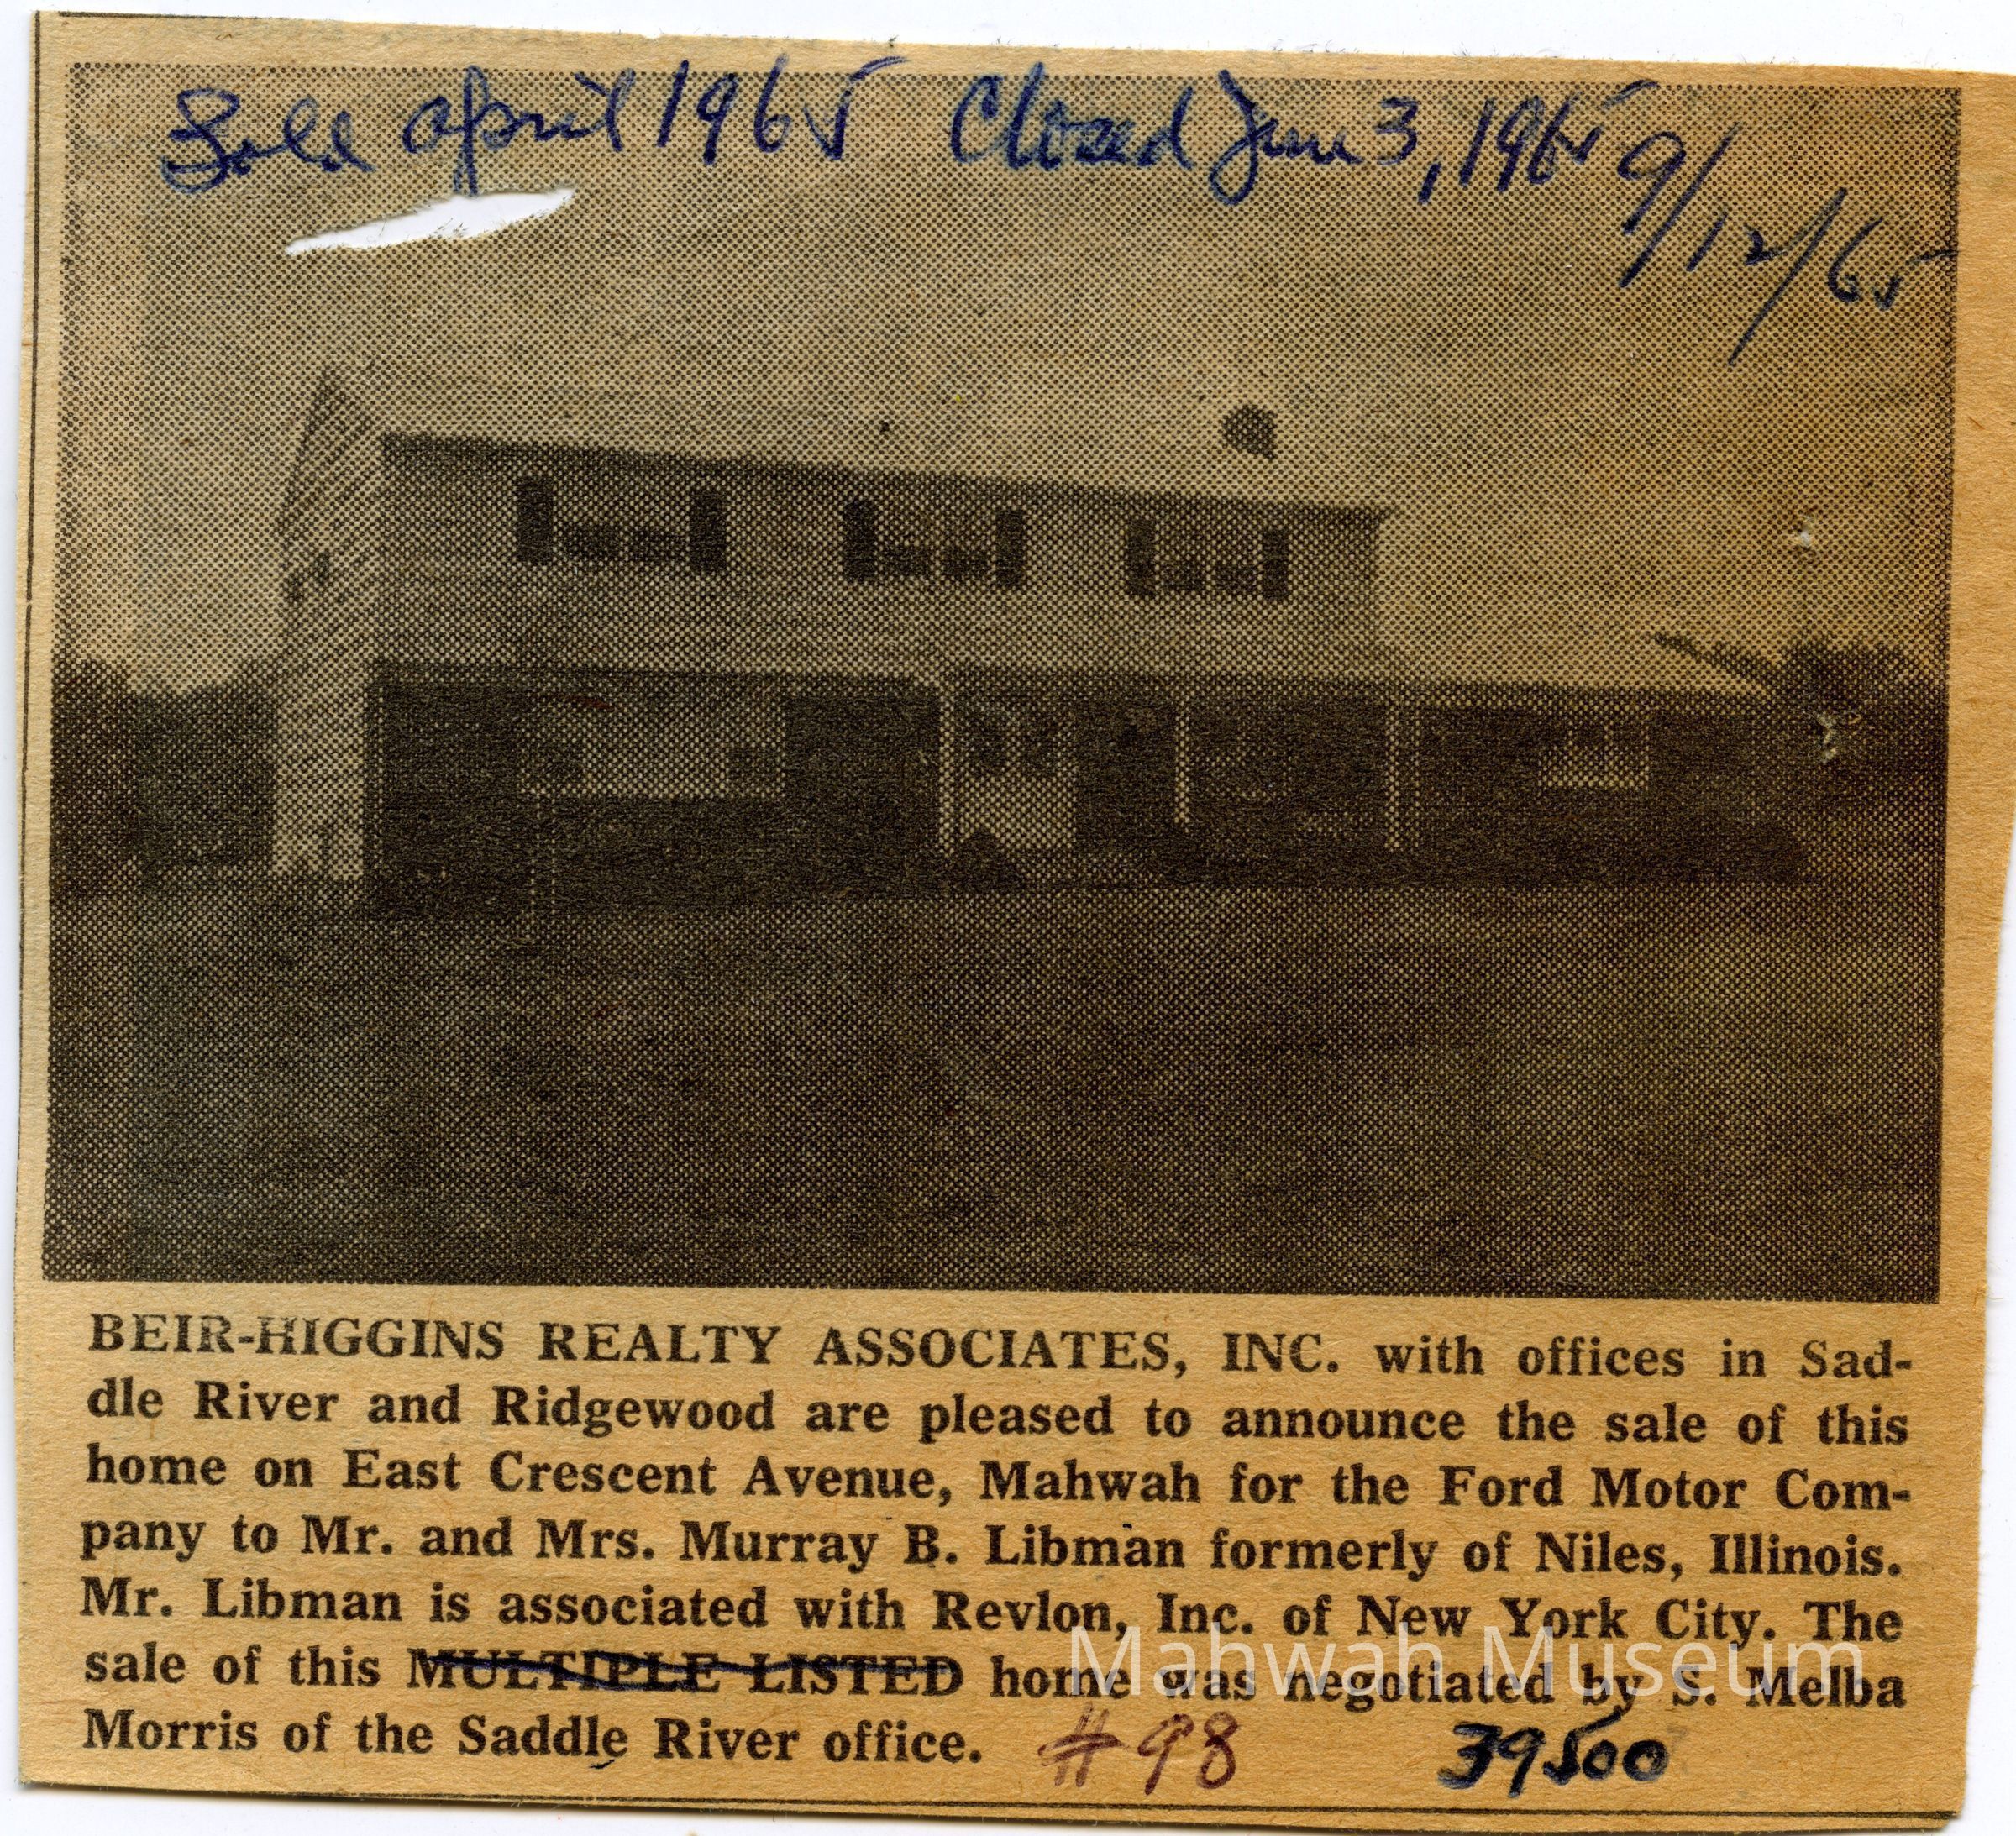 Sold April 1965 Closed June 3, 1965 9/12/65
BEIR-HIGGINS REALTY ASSOCIATES, INC. with offices in Sad-
dle River and Ridgewood are pleased to announce the sale of this
home on East Crescent Avenue, Mahwah for the Ford Motor Com-
pany to Mr. and Mrs. Murray B. Libman formerly of Niles, Illinois.
Mr. Libman is associated with Revlon, Inc. of New York City. The
sale of this MULTIPLE LISTED home was negotiated by S. Melba
Morris of the Saddle River office.
#98 39500
Mahwah Museum